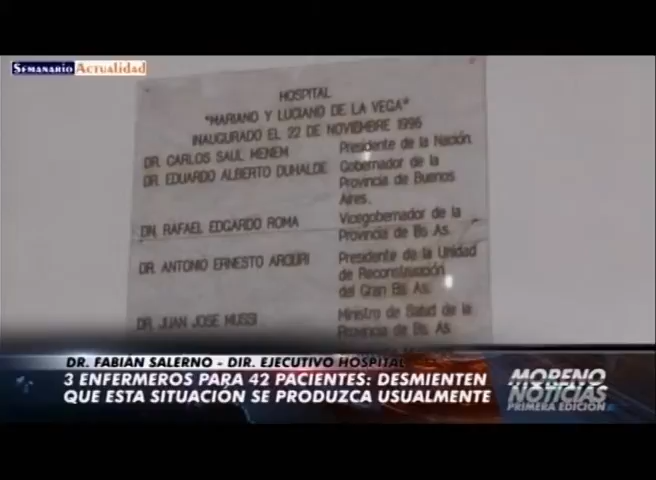 SEMANARIO ACTUALIDAD
HOSPITAL
"MARIANO Y LUCIANO DE LA VEGA"
INAUGURADO EL 22 DE NOVIEMBRE 1996
DR. CARLOS SAUL MENEM Presidente de la Nación
DR. EDUARDO ALBERTO DUHALDE Gobernador de la
Provincia de Buenos
Aires.
DR. RAFAEL EDGARDO ROMA Vicegobernador de la
Provincia de Bs As.
DR. ANTONIO ERNESTO ARCURI Presidente de la Unidad
de Reconstrucción
del Gran Bs As.
DR. JUAN JOSE MUSSI Ministro de Salud de la
Provincia de Bs As
DR. FABIÁN SALERNO - DIR. EJECUTIVO HOSPITAL
3 ENFERMEROS PARA 42 PACIENTES: DESMIENTEN
QUE ESTA SITUACIÓN SE PRODUZCA USUALMENTE
MORENO
NOTICIAS
PRIMERA EDICIÓN